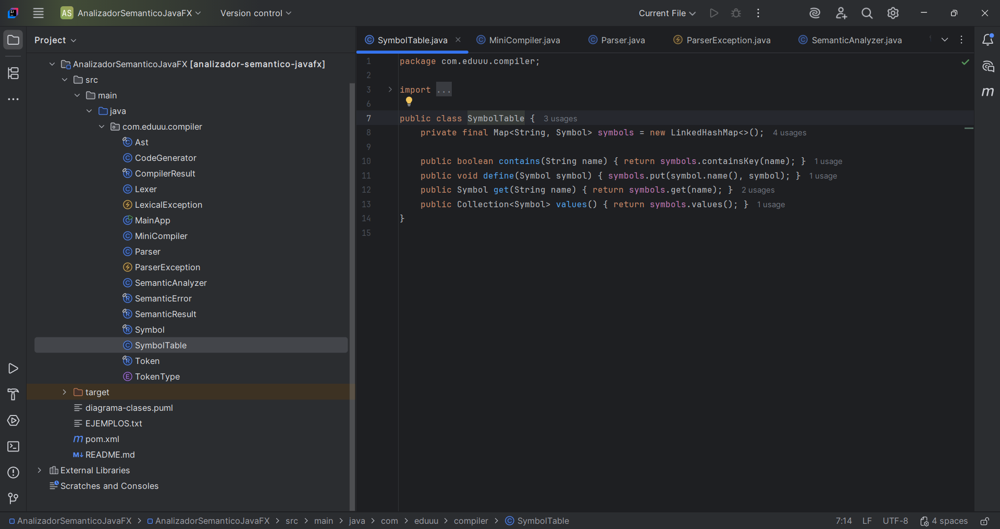 AS AnalizadorSemanticoJavaFX Version control Current File
Project
SymbolTable.java MiniCompiler.java Parser.java ParserException.java SemanticAnalyzer.java
AnalizadorSemanticoJavaFX [analizador-semantico-javafx]
src
main
java
com.eduuu.compiler
Ast
CodeGenerator
CompilerResult
Lexer
LexicalException
MainApp
MiniCompiler
Parser
ParserException
SemanticAnalyzer
SemanticError
SemanticResult
Symbol
SymbolTable
Token
TokenType
target
diagrama-clases.puml
EJEMPLOS.txt
m pom.xml
M↓ README.md
External Libraries
Scratches and Consoles
1 package com.eduuu.compiler;
2
3 import ...
6
7 public class SymbolTable { 3 usages
8 private final Map<String, Symbol> symbols = new LinkedHashMap<>(); 4 usages
9
10 public boolean contains(String name) { return symbols.containsKey(name); } 1 usage
11 public void define(Symbol symbol) { symbols.put(symbol.name(), symbol); } 1 usage
12 public Symbol get(String name) { return symbols.get(name); } 2 usages
13 public Collection<Symbol> values() { return symbols.values(); } 1 usage
14 }
15
m
AnalizadorSemanticoJavaFX > AnalizadorSemanticoJavaFX > src > main > java > com > eduuu > compiler > SymbolTable 7:14 LF UTF-8 4 spaces